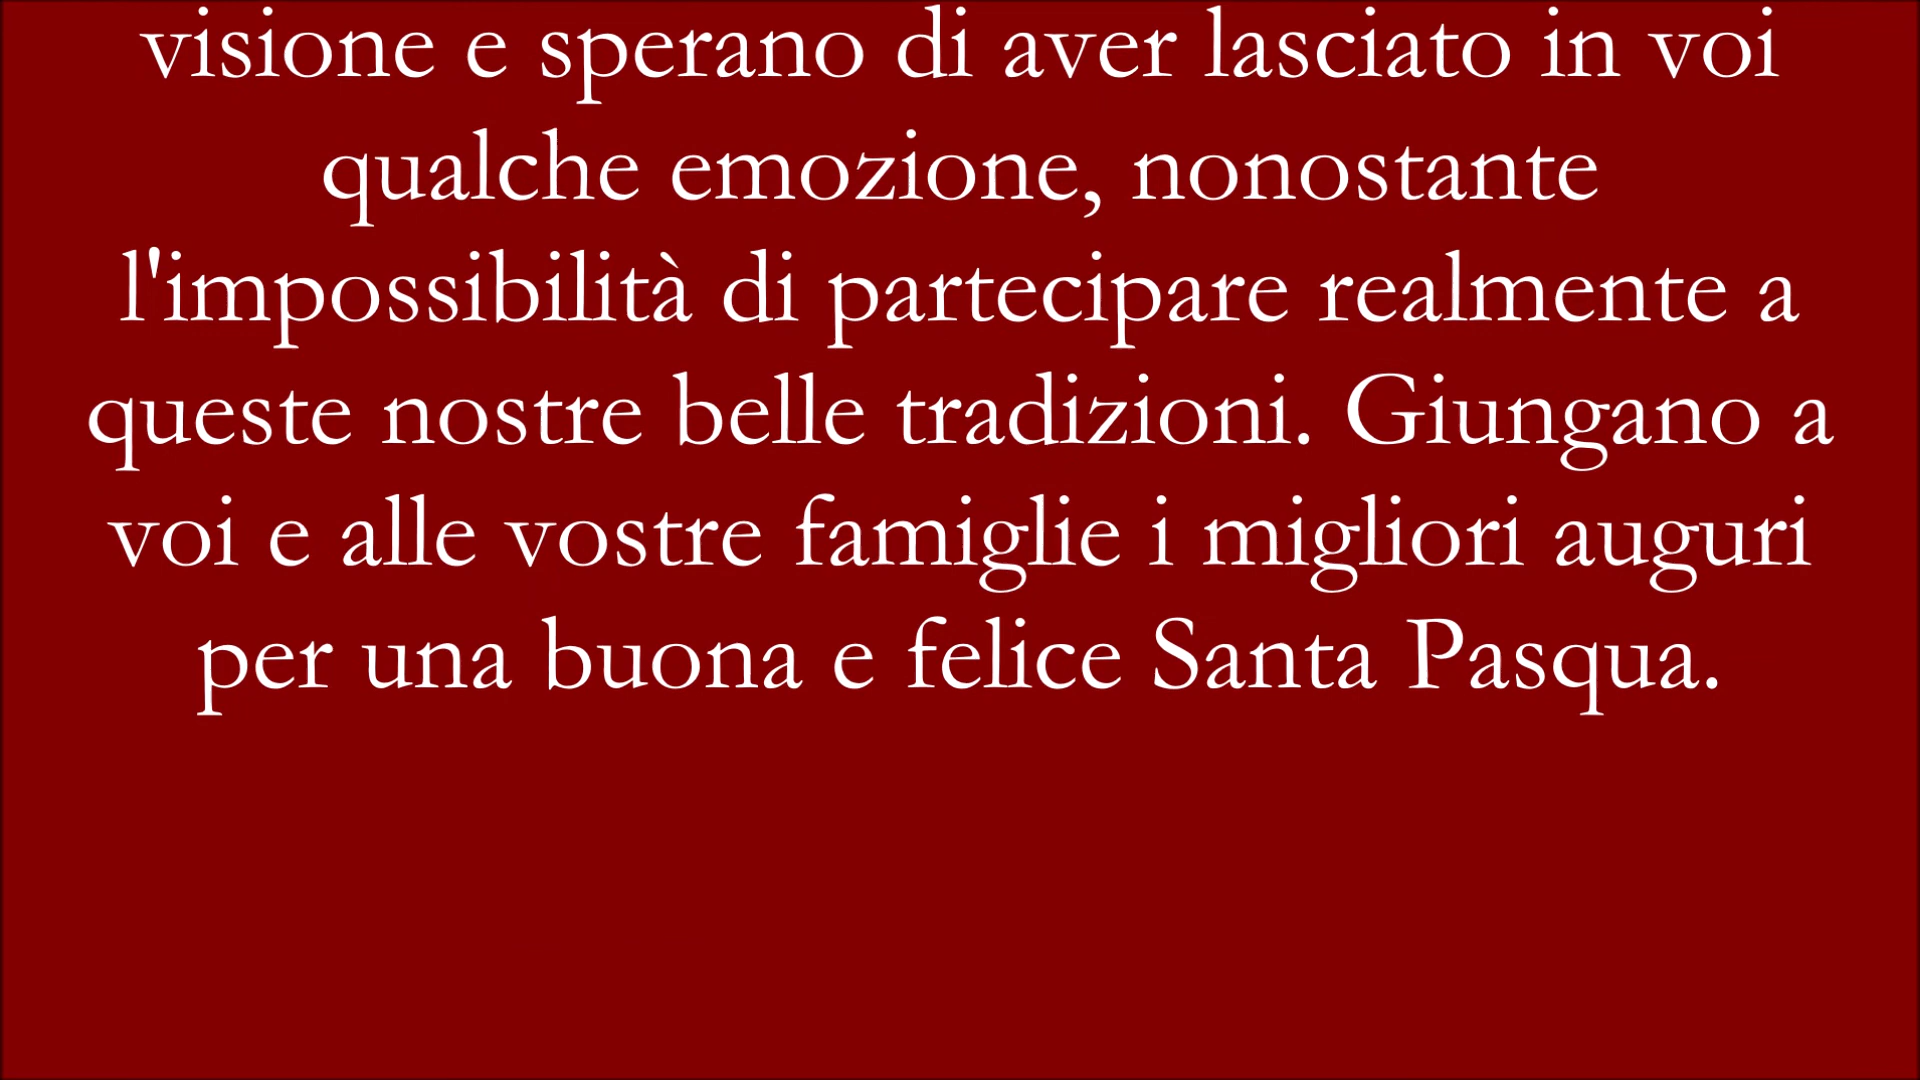 visione e sperano di aver lasciato in voi
qualche emozione, nonostante
l'impossibilità di partecipare realmente a
queste nostre belle tradizioni. Giungano a
voi e alle vostre famiglie i migliori auguri
per una buona e felice Santa Pasqua.